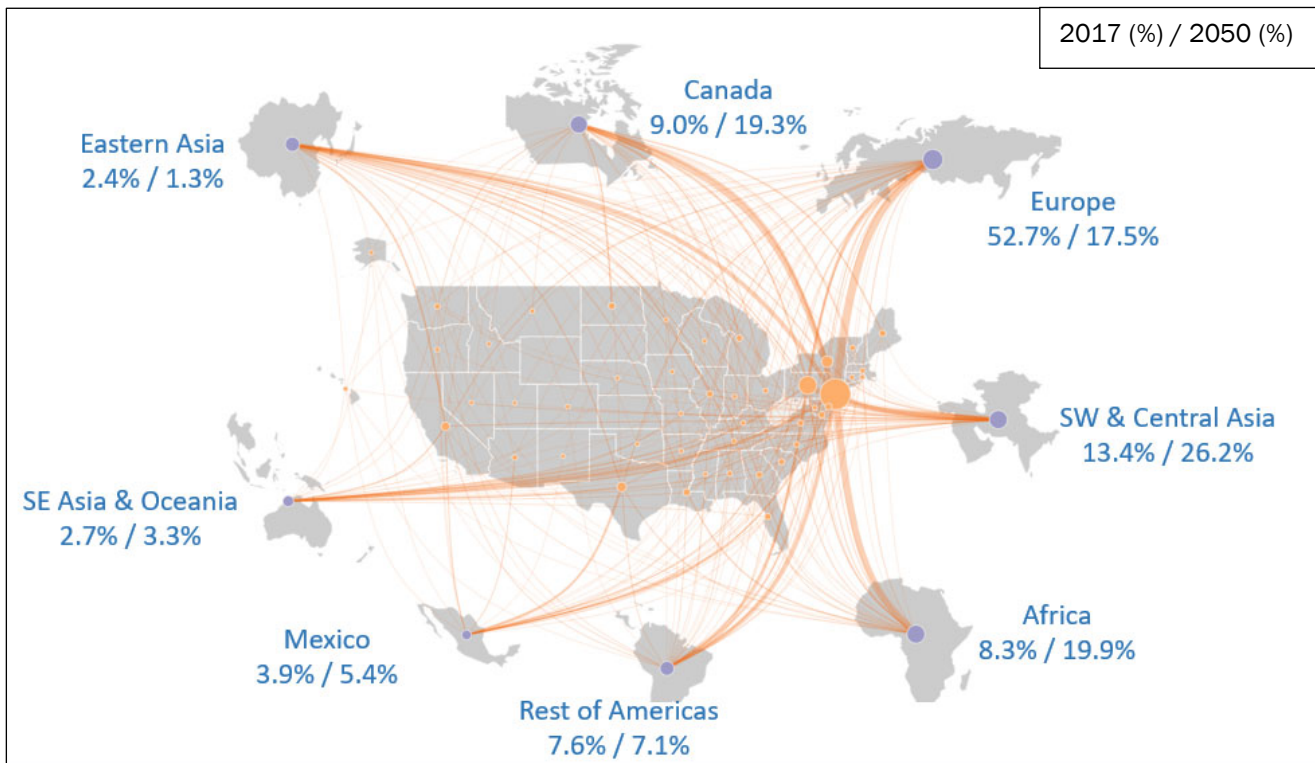 2017 (%) / 2050 (%)
Canada
9.0% / 19.3%
Eastern Asia
2.4% / 1.3%
Europe
52.7% / 17.5%
SW & Central Asia
13.4% / 26.2%
SE Asia & Oceania
2.7% / 3.3%
Africa
8.3% / 19.9%
Mexico
3.9% / 5.4%
Rest of Americas
7.6% / 7.1%